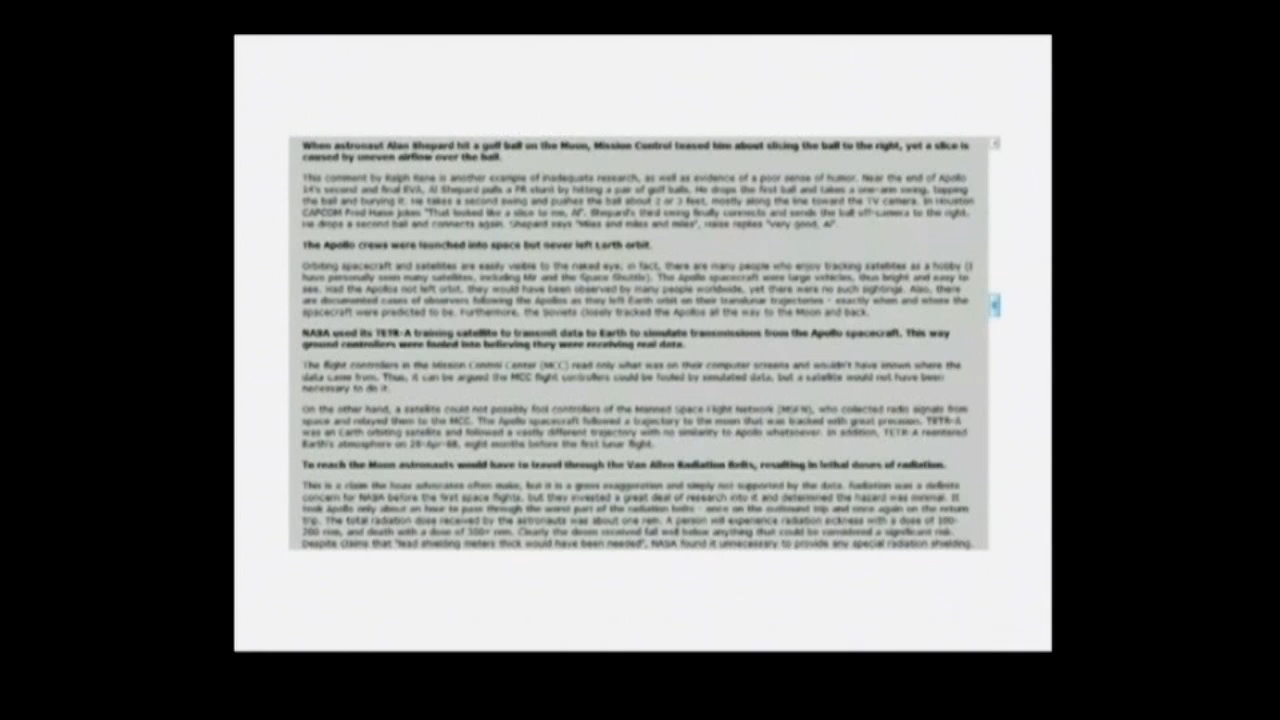 When astronaut Alan Shepard hit a golf ball on the Moon, Mission Control teased him about slicing the ball to the right, yet a slice is
caused by uneven airflow over the ball.
This comment by Ralph Rene is another example of inadequate research, as well as evidence of a poor sense of humor. Near the end of Apollo
14's second and final EVA, Al Shepard pulls a PR stunt by hitting a pair of golf balls. He drops the first ball and takes a one-arm swing, topping
the ball and burying it. He takes a second swing and pushes the ball about 2 or 3 feet, mostly along the line toward the TV camera. In Houston
CAPCOM Fred Haise jokes "That looked like a slice to me, Al". Shepard's third swing finally connects and sends the ball off-camera to the right.
He drops a second ball and connects again. Shepard says "Miles and miles and miles", Haise replies "Very good, Al".
The Apollo crews were launched into space but never left Earth orbit.
Orbiting spacecraft and satellites are easily visible to the naked eye; in fact, there are many people who enjoy tracking satellites as a hobby (I
have personally seen many satellites, including Mir and the Space Shuttle). The Apollo spacecraft were large vehicles, thus bright and easy to
see. Had the Apollos not left orbit, they would have been observed by many people worldwide, yet there were no such sightings. Also, there
are documented cases of observers following the Apollos as they left Earth orbit on their translunar trajectories - exactly when and where the
spacecraft were predicted to be. Furthermore, the Soviets closely tracked the Apollos all the way to the Moon and back.
NASA used its TETR-A training satellite to transmit data to Earth to simulate transmissions from the Apollo spacecraft. This way
ground controllers were fooled into believing they were receiving real data.
The flight controllers in the Mission Control Center (MCC) read only what was on their computer screens and wouldn't have known where the
data came from. Thus, it can be argued the MCC flight controllers could be fooled by simulated data, but a satellite would not have been
necessary to do it.
On the other hand, a satellite could not possibly fool controllers of the Manned Space Flight Network (MSFN), who collected radio signals from
space and relayed them to the MCC. The Apollo spacecraft followed a trajectory to the moon that was tracked with great precision. TETR-A
was an Earth orbiting satellite and followed a vastly different trajectory with no similarity to Apollo whatsoever. In addition, TETR-A reentered
Earth's atmosphere on 28-Apr-68, eight months before the first lunar flight.
To reach the Moon astronauts would have to travel through the Van Allen Radiation Belts, resulting in lethal doses of radiation.
This is a claim the hoax advocates often make, but it is a gross exaggeration and simply not supported by the data. Radiation was a definite
concern for NASA before the first space flights, but they invested a great deal of research into it and determined the hazard was minimal. It
took Apollo only about an hour to pass through the worst part of the radiation belts - once on the outbound trip and once again on the return
trip. The total radiation dose received by the astronauts was about one rem. A person will experience radiation sickness with a dose of 100-
200 rem, and death with a dose of 300+ rem. Clearly the doses received fall well below anything that could be considered a significant risk.
Despite claims that "lead shielding meters thick would have been needed", NASA found it unnecessary to provide any special radiation shielding.